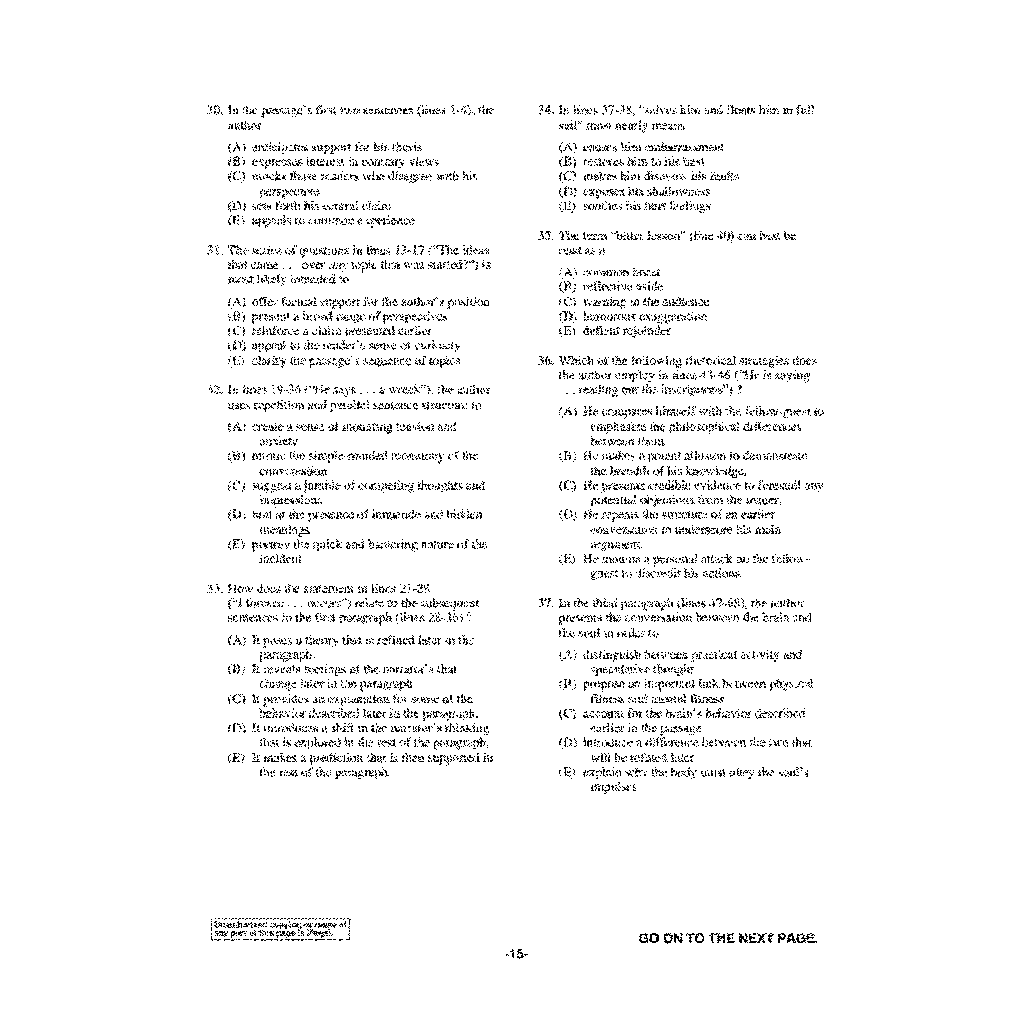 30. In the passage's first two sentences (lines 1-6), the
author
(A) anticipates support for his thesis
(B) expresses interest in contrary views
(C) mocks those readers who disagree with his
perspective
(D) sets forth his central claim
(E) appeals to common experience
31. The series of questions in lines 13-17 ("The ideas
that came . . . over any topic that was started?") is
most likely intended to
(A) offer factual support for the author's position
(B) present a broad range of perspectives
(C) reinforce a claim presented earlier
(D) appeal to the reader's sense of curiosity
(E) clarify the passage's sequence of topics
32. In lines 19-36 ("He says . . . a week"), the author
uses repetition and parallel sentence structure to
(A) create a sense of mounting tension and
anxiety
(B) mimic the simple-minded monotony of the
conversation
(C) suggest a jumble of competing thoughts and
impressions
(D) hint at the presence of innuendo and hidden
meanings
(E) portray the quick and bantering nature of the
incident
33. How does the statement in lines 27-28
(". . . occurs") relate to the subsequent
sentences in the first paragraph (lines 28-36)?
(A) It poses a theory that is refined later in the
paragraph.
(B) It reveals feelings of the narrator's that
change later in the paragraph.
(C) It provides an explanation for some of the
behavior described later in the paragraph.
(D) It introduces a shift in the narrator's thinking
that is explored in the rest of the paragraph.
(E) It makes a prediction that is then supported in
the rest of the paragraph.
34. In lines 37-38, "solves him and floats him in full
sail" most nearly means
(A) causes him embarrassment
(B) restores him to his best
(C) makes him disavow his faults
(D) exposes his shallowness
(E) soothes his hurt feelings
35. The term "bitter lesson" (line 40) can best be
read as a
(A) common boast
(B) reflective aside
(C) warning to the audience
(D) humorous exaggeration
(E) defiant rejoinder
36. Which of the following rhetorical strategies does
the author employ in lines 43-46 ("He is saying
. . . reading out the inscriptions")?
(A) He compares himself with the fellow-guest to
emphasize the philosophical differences
between them.
(B) He makes a pointed allusion to demonstrate
the breadth of his knowledge.
(C) He presents credible evidence to forestall any
potential objections from the
(D) He repeats the structure of an earlier
conversation to underscore his main
argument.
(E) He mounts a personal attack on the fellow-
guest to discredit his actions.
37. In the third paragraph (lines 47-68), the author
presents the conversation between the brain and
the soul in order to
(A) distinguish between practical activity and
speculative thought
(B) propose an important link between physical
fitness and mental fitness
(C) account for the brain's behavior described
earlier in the passage
(D) introduce a difference between the two that
will be refuted later
(E) explain why the body must obey the soul's
impulses
Unauthorized copying or reuse of
any part of this page is illegal.
GO ON TO THE NEXT PAGE.
-15-